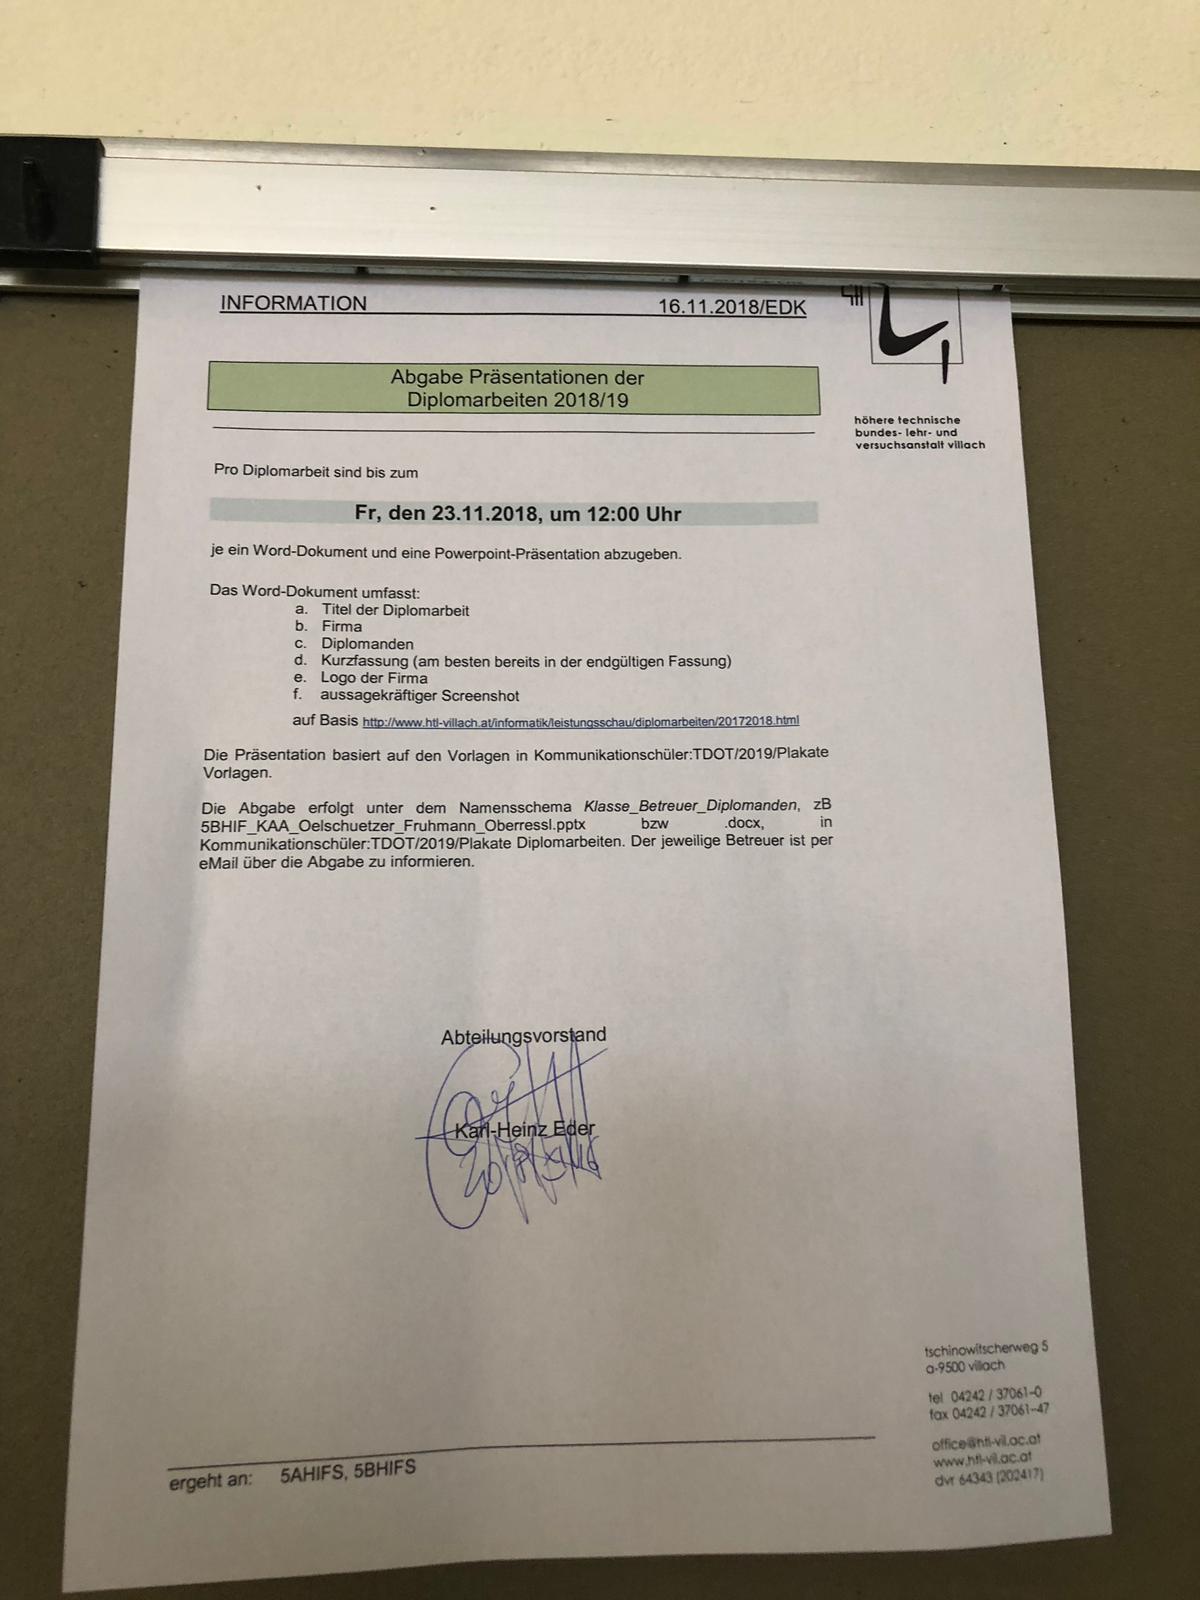 INFORMATION 16.11.2018/EDK
Abgabe Präsentationen der
Diplomarbeiten 2018/19
höhere technische
bundes- lehr- und
versuchsanstalt villach
Pro Diplomarbeit sind bis zum
Fr, den 23.11.2018, um 12:00 Uhr
je ein Word-Dokument und eine Powerpoint-Präsentation abzugeben.
Das Word-Dokument umfasst:
a. Titel der Diplomarbeit
b. Firma
c. Diplomanden
d. Kurzfassung (am besten bereits in der endgültigen Fassung)
e. Logo der Firma
f. aussagekräftiger Screenshot
auf Basis http://www.htl-villach.at/informatik/leistungsschau/diplomarbeiten/20172018.html
Die Präsentation basiert auf den Vorlagen in Kommunikationschüler:TDOT/2019/Plakate
Vorlagen.
Die Abgabe erfolgt unter dem Namensschema Klasse_Betreuer_Diplomanden, zB
5BHIF_KAA_Oelschuetzer_Fruhmann_Oberressl.pptx bzw .docx, in
Kommunikationschüler:TDOT/2019/Plakate Diplomarbeiten. Der jeweilige Betreuer ist per
eMail über die Abgabe zu informieren.
Abteilungsvorstand
Karl-Heinz Eder
tschinowitscherweg 5
a-9500 villach
tel 04242 / 37061-0
fax 04242 / 37061-47
office@htl-vil.ac.at
www.htl-vil.ac.at
dvr 64343 (202417)
ergeht an: 5AHIFS, 5BHIFS